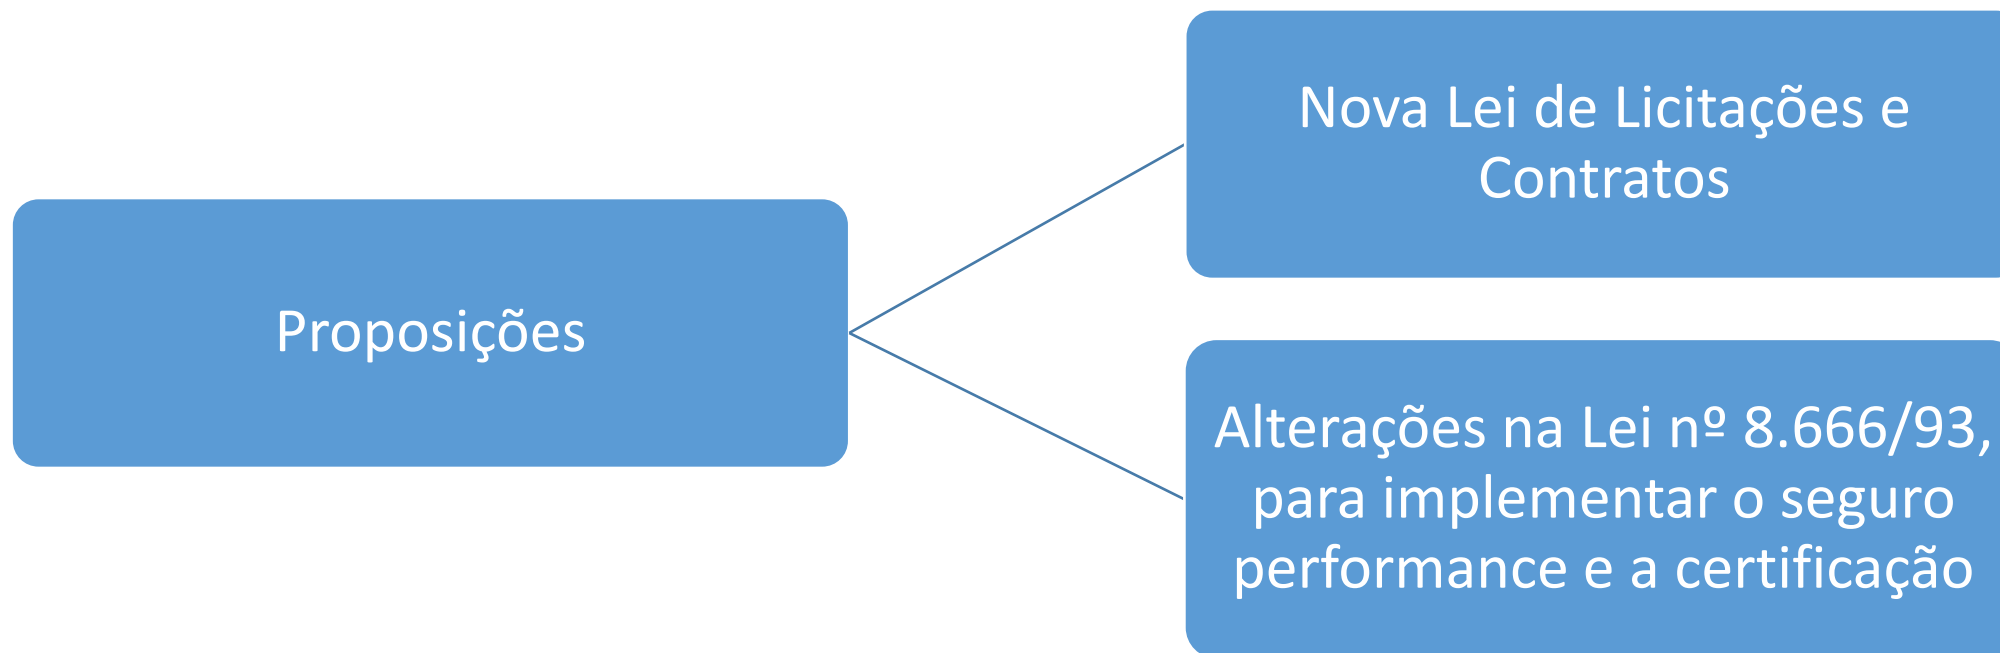 Proposições
Nova Lei de Licitações e
Contratos
Alterações na Lei nº 8.666/93,
para implementar o seguro
performance e a certificação